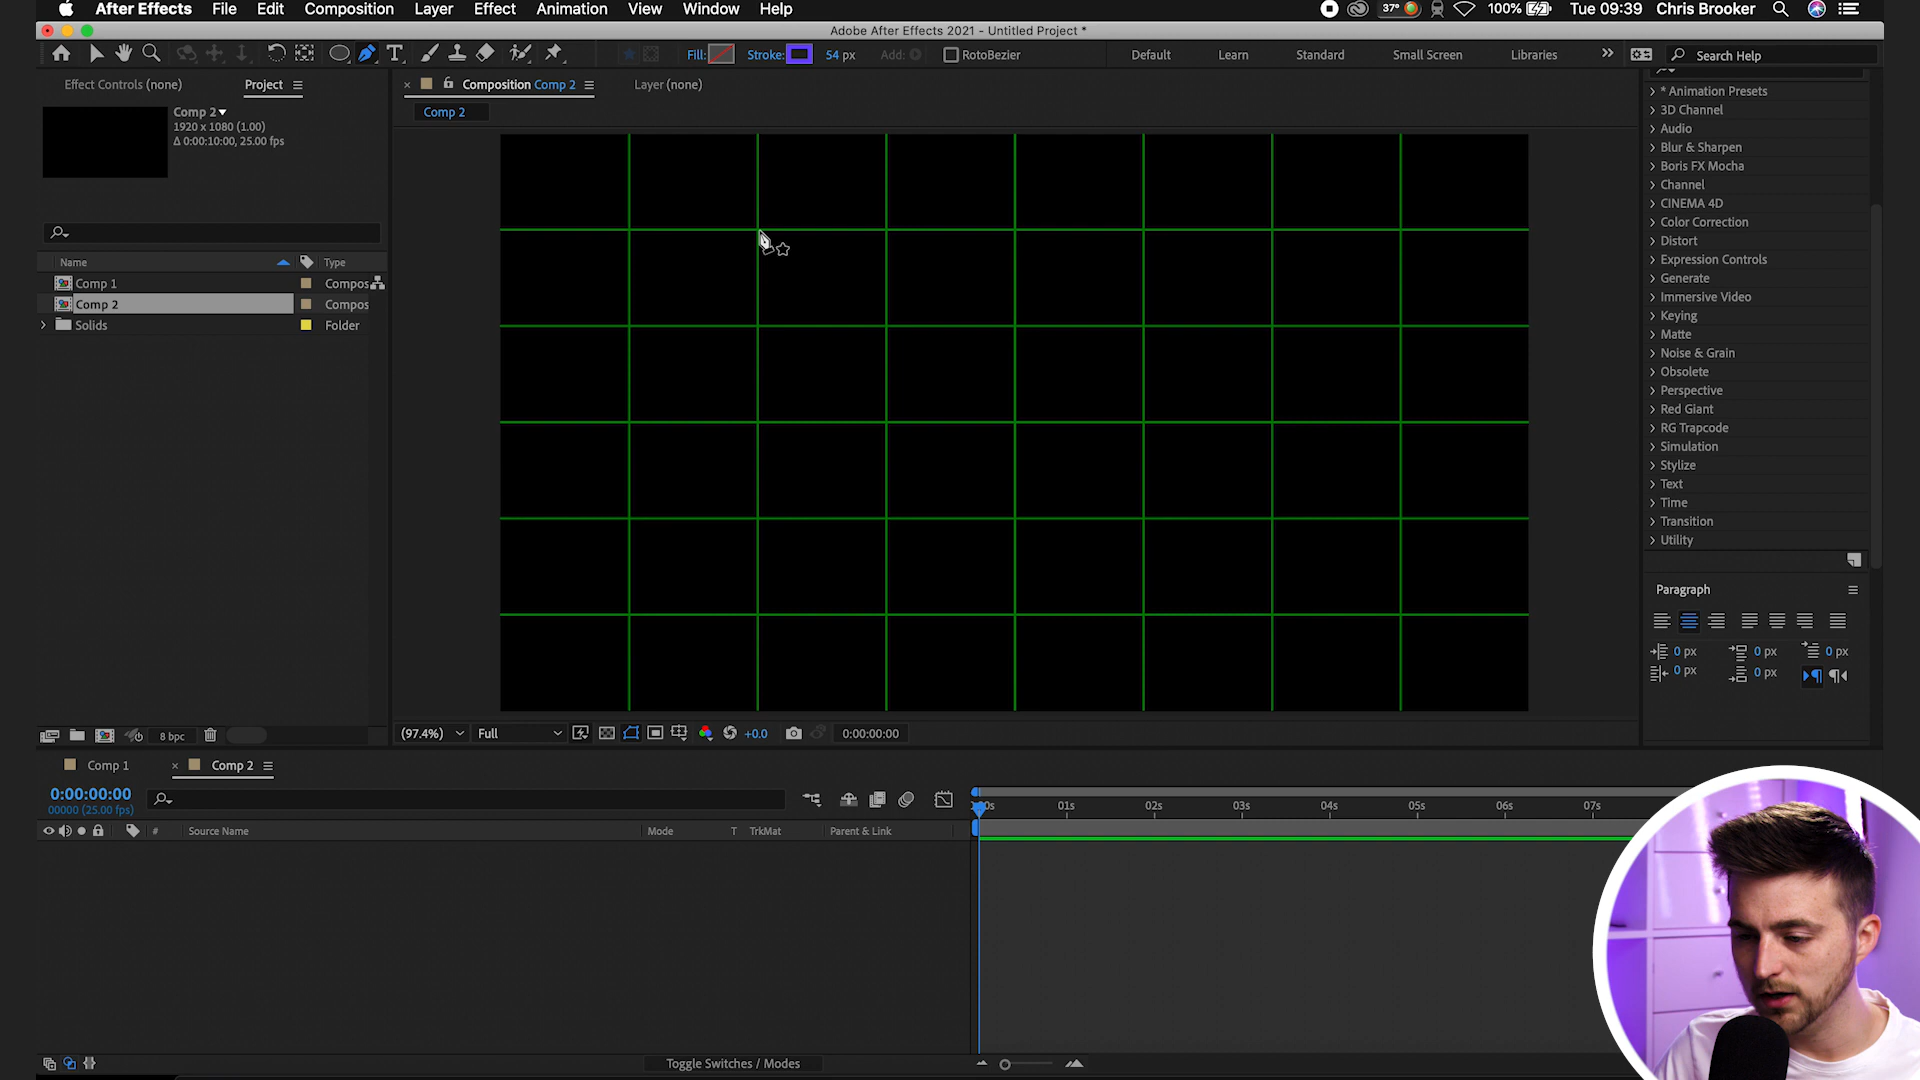 After Effects File Edit Composition Layer Effect Animation View Window Help 37° 100% Tue 09:39 Chris Brooker
Adobe After Effects 2021 - Untitled Project *
Fill: Stroke: 54 px Add: RotoBezier Default Learn Standard Small Screen Libraries Search Help
Effect Controls (none) Project Composition Comp 2 Layer (none)
Comp 2
Comp 2
1920 x 1080 (1.00)
Δ 0:00:10:00, 25.00 fps
Name Type
Comp 1 Compos
Comp 2 Compos
Solids Folder
* Animation Presets
3D Channel
Audio
Blur & Sharpen
Boris FX Mocha
Channel
CINEMA 4D
Color Correction
Distort
Expression Controls
Generate
Immersive Video
Keying
Matte
Noise & Grain
Obsolete
Perspective
Red Giant
RG Trapcode
Simulation
Stylize
Text
Time
Transition
Utility
Paragraph
0 px 0 px 0 px
0 px 0 px
8 bpc (97.4%) Full +0.0 0:00:00:00
Comp 1 Comp 2
0:00:00:00
00000 (25.00 fps)
# Source Name Mode T TrkMat Parent & Link
00s 01s 02s 03s 04s 05s 06s 07s
Toggle Switches / Modes